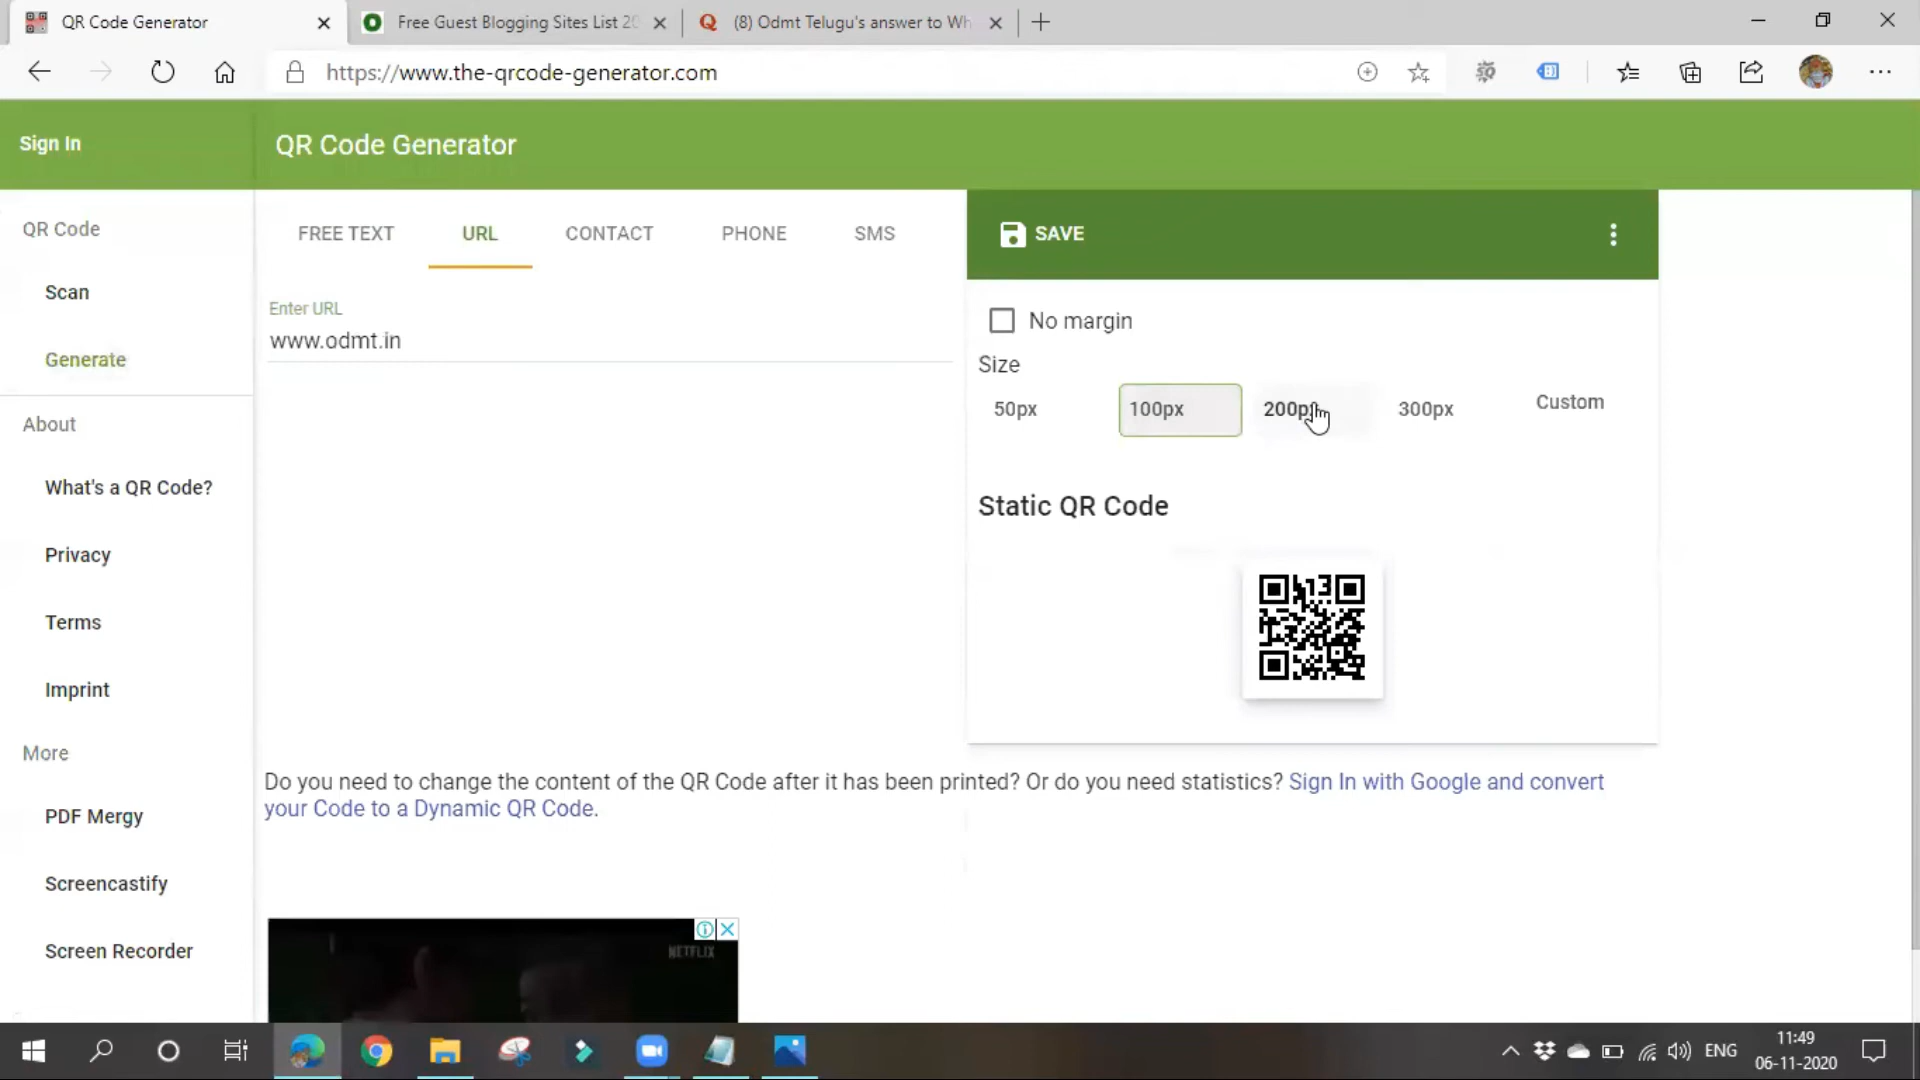 QR Code Generator
Free Guest Blogging Sites List 20
(8) Odmt Telugu's answer to Wh
https://www.the-qrcode-generator.com
Sign In
QR Code Generator
QR Code
Scan
Generate
About
What's a QR Code?
Privacy
Terms
Imprint
More
PDF Mergy
Screencastify
Screen Recorder
FREE TEXT
URL
CONTACT
PHONE
SMS
Enter URL
www.odmt.in
SAVE
No margin
Size
50px
100px
200px
300px
Custom
Static QR Code
Do you need to change the content of the QR Code after it has been printed? Or do you need statistics? Sign In with Google and convert
your Code to a Dynamic QR Code.
NETFLIX
ENG
11:49
06-11-2020